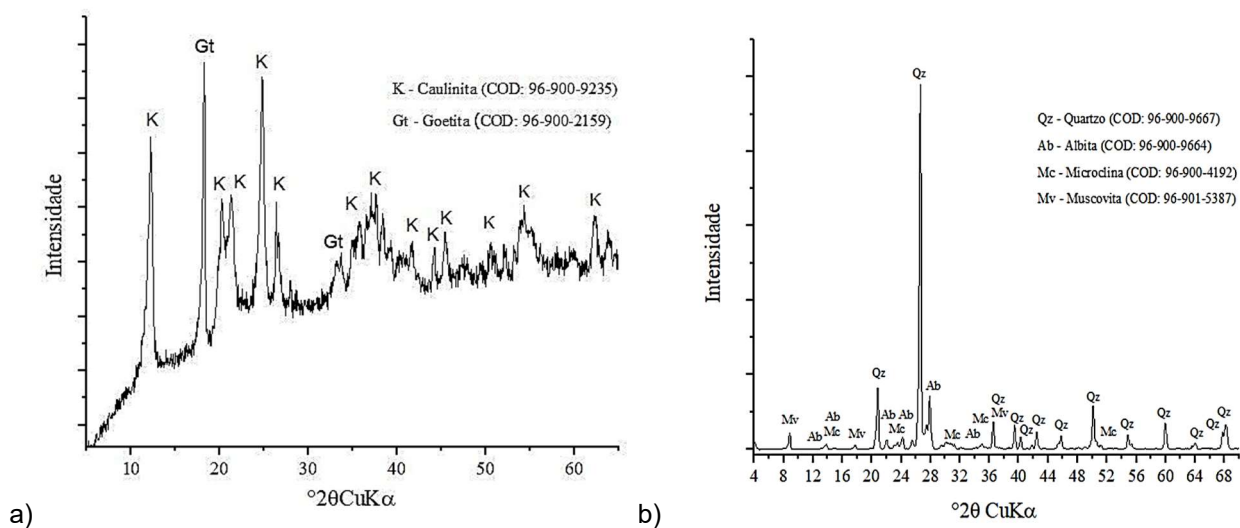 Gt
K
K
K K
K
K
K
K
K
Gt
K
K
K
K
K
K - Caulinita (COD: 96-900-9235)
Gt - Goetita (COD: 96-900-2159)
Intensidade
10 20 30 40 50 60
°2θCuKα
a)
Qz
Qz - Quartzo (COD: 96-900-9667)
Ab - Albita (COD: 96-900-9664)
Mc - Microclina (COD: 96-900-4192)
Mv - Muscovita (COD: 96-901-5387)
Intensidade
Mv
Ab
Ab
Mc
Mv
Qz
Ab
Mc
Ab
Ab
Mc
Ab
Mc
Qz
Mv
Qz
Qz
Qz
Qz
Qz
Mc
Qz
Qz
Qz
Qz
Qz
4 8 12 16 20 24 28 32 36 40 44 48 52 56 60 64 68
°2θ CuKα
b)